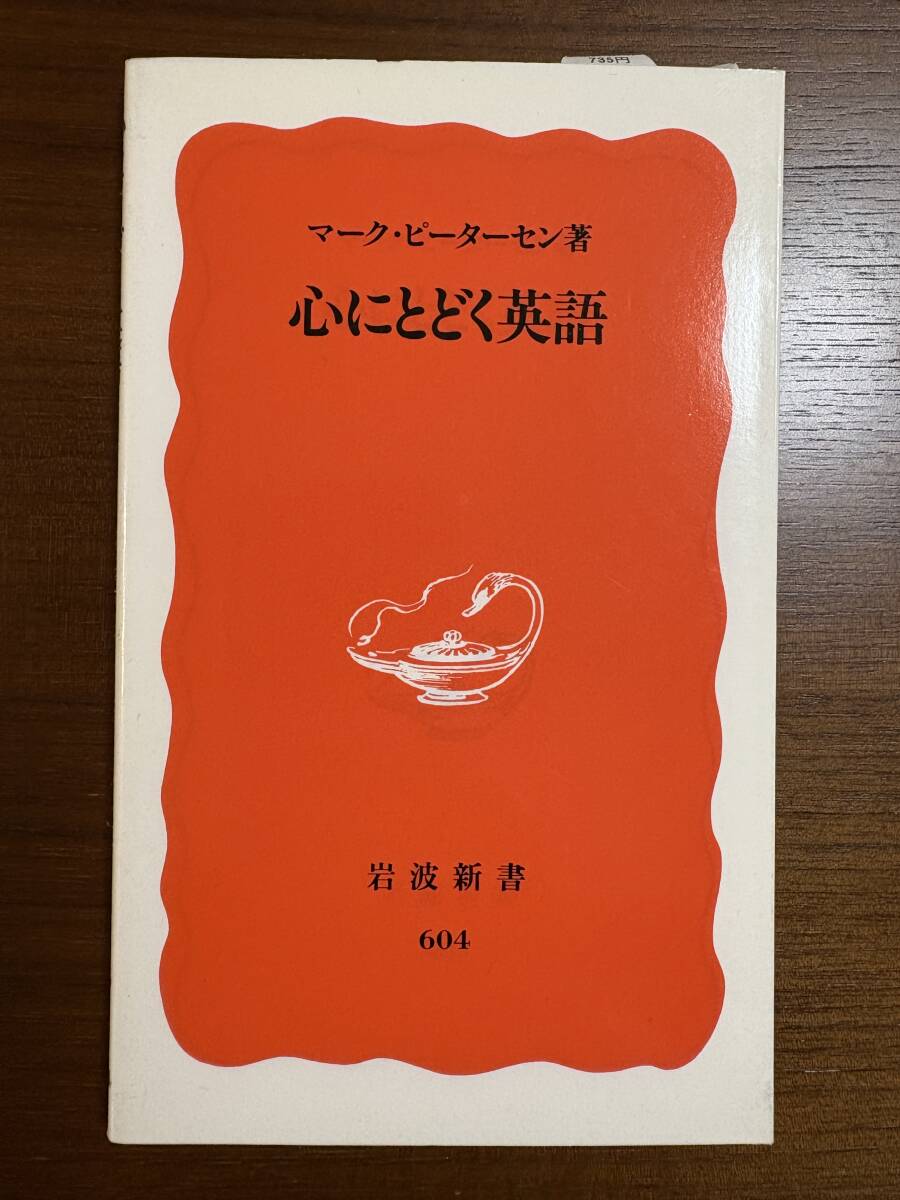 735円
マーク・ピーターセン著
心にとどく英語
岩波新書
604